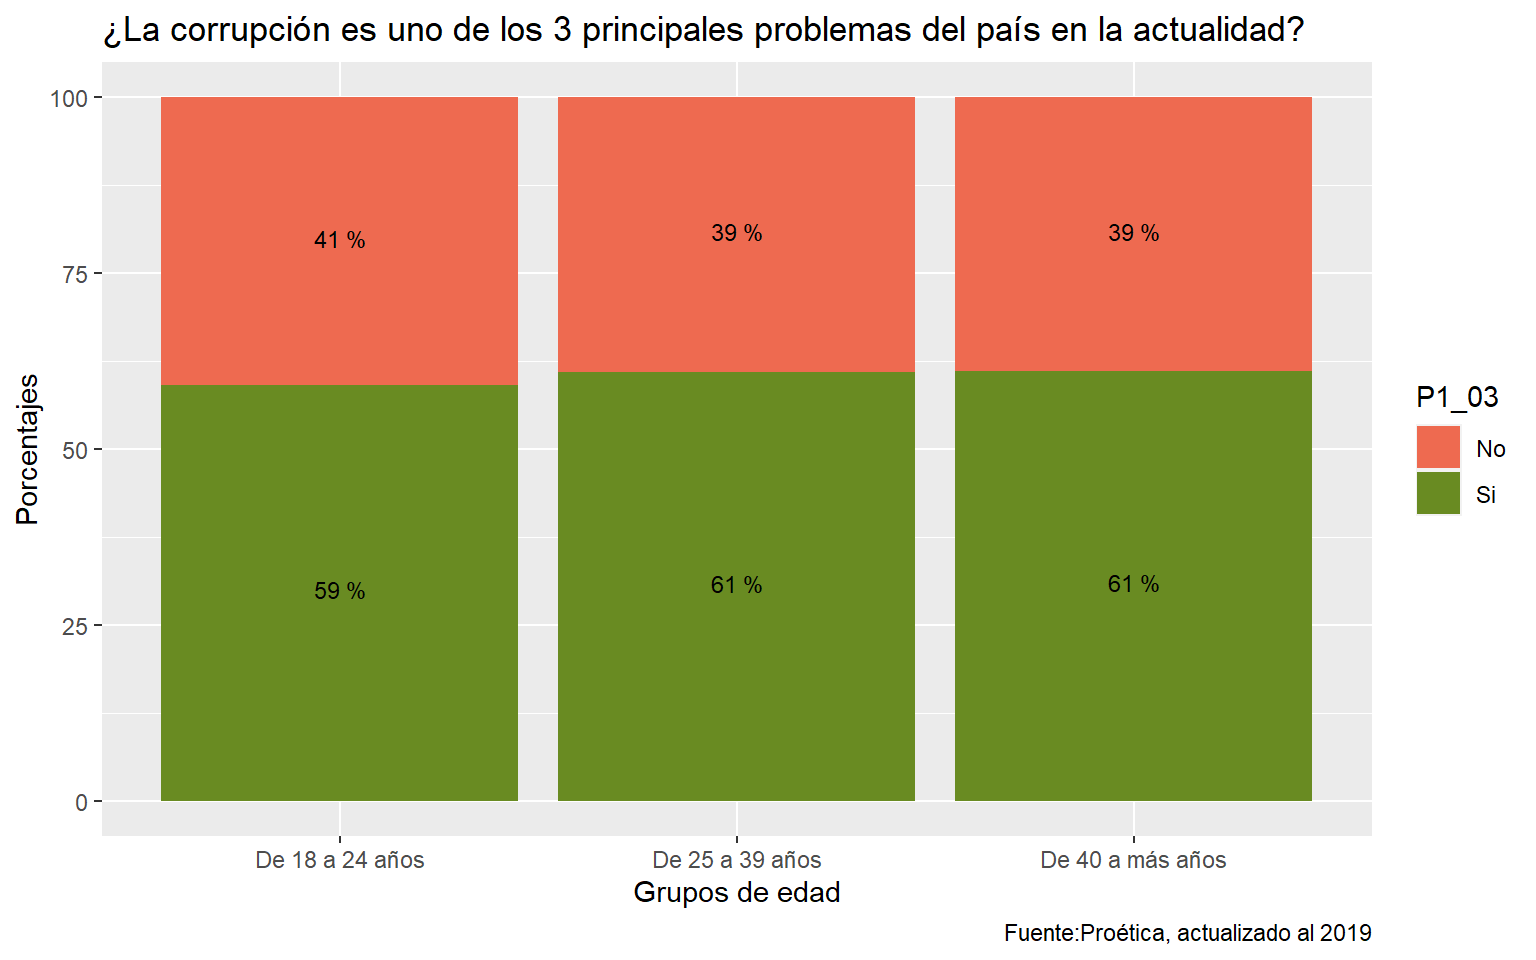 ¿La corrupción es uno de los 3 principales problemas del país en la actualidad?
100
75
50
25
0
Porcentajes
41 %
39 %
39 %
59 %
61 %
61 %
De 18 a 24 años
De 25 a 39 años
De 40 a más años
Grupos de edad
P1_03
No
Si
Fuente:Proética, actualizado al 2019